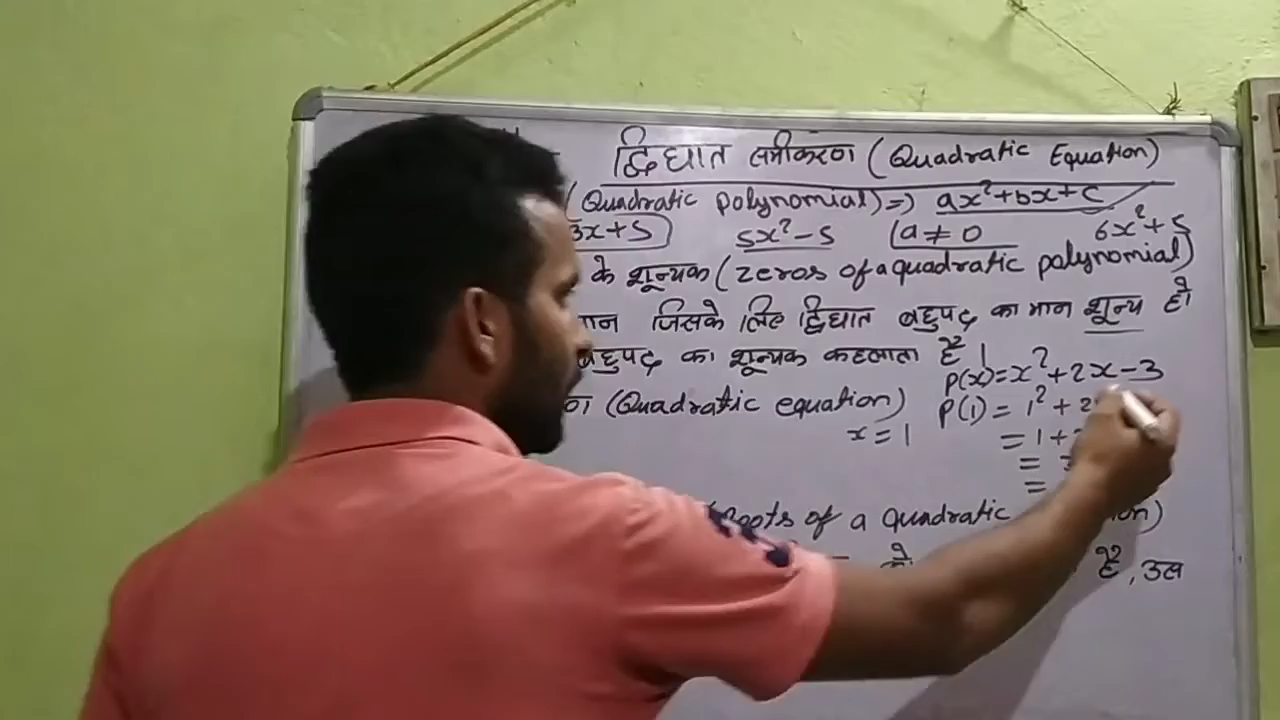 द्विघात समीकरण (Quadratic Equation)
(Quadratic polynomial) => ax²+bx+c
3x+5 5x²-5 (a ≠ 0 6x²+5
के शून्यक (zeros of a quadratic polynomial)
जिसके लिए द्विघात बहुपद का मान शून्य हो
बहुपद का शून्यक कहलाता है ।
P(x)=x²+2x-3
(Quadratic equation) P(1) = 1² + 2
x = 1 = 1+
=
=
Roots of a quadratic
है, उस